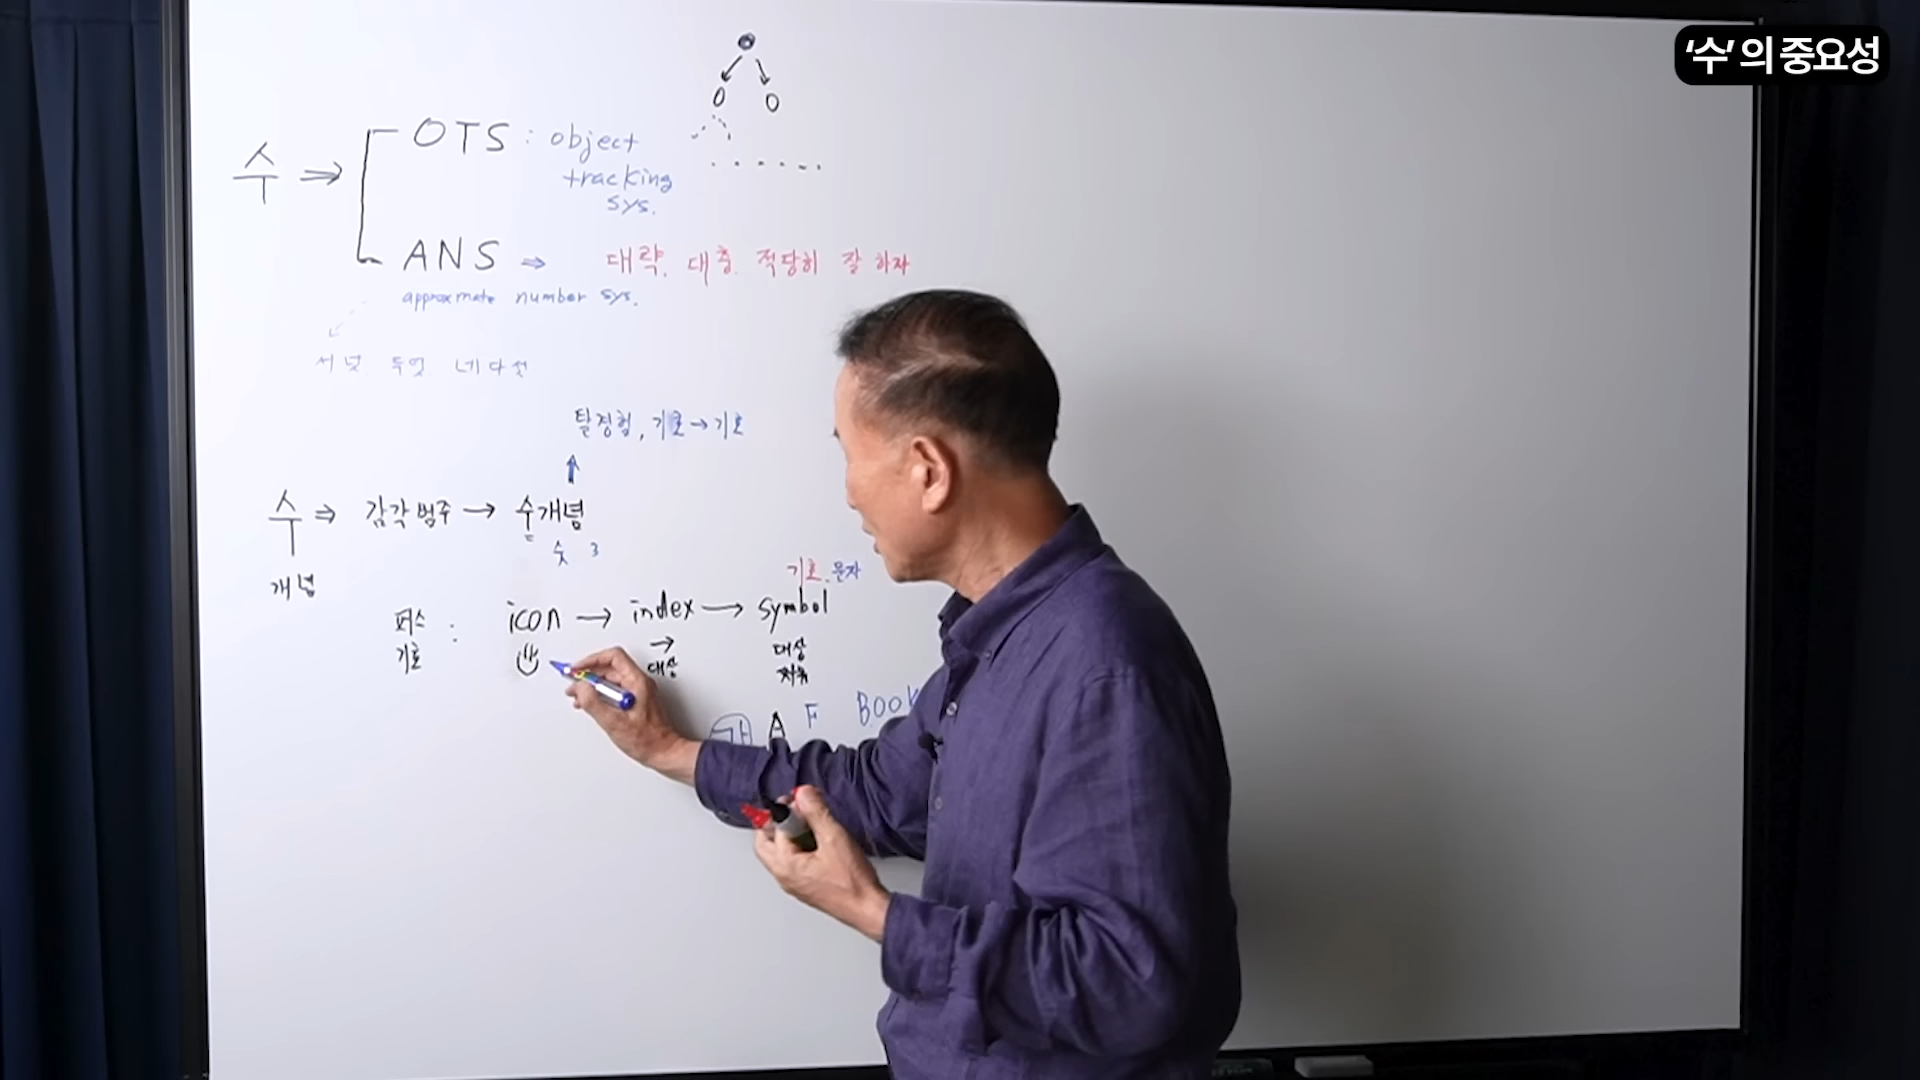 '수'의 중요성
수 ⇒ OTS : object
tracking
sys.
ANS ⇒ 대략. 대충. 적당히 잘 하자
approxmate number sys.
서넛 두엇 네다섯
탈경험, 기호→기호
수 ⇒ 감각범주 → 수개념
숫 3
개념
기호. 문자
퍼스 : icon → index → symbol
기호
→
대상
대상
A F BOOK